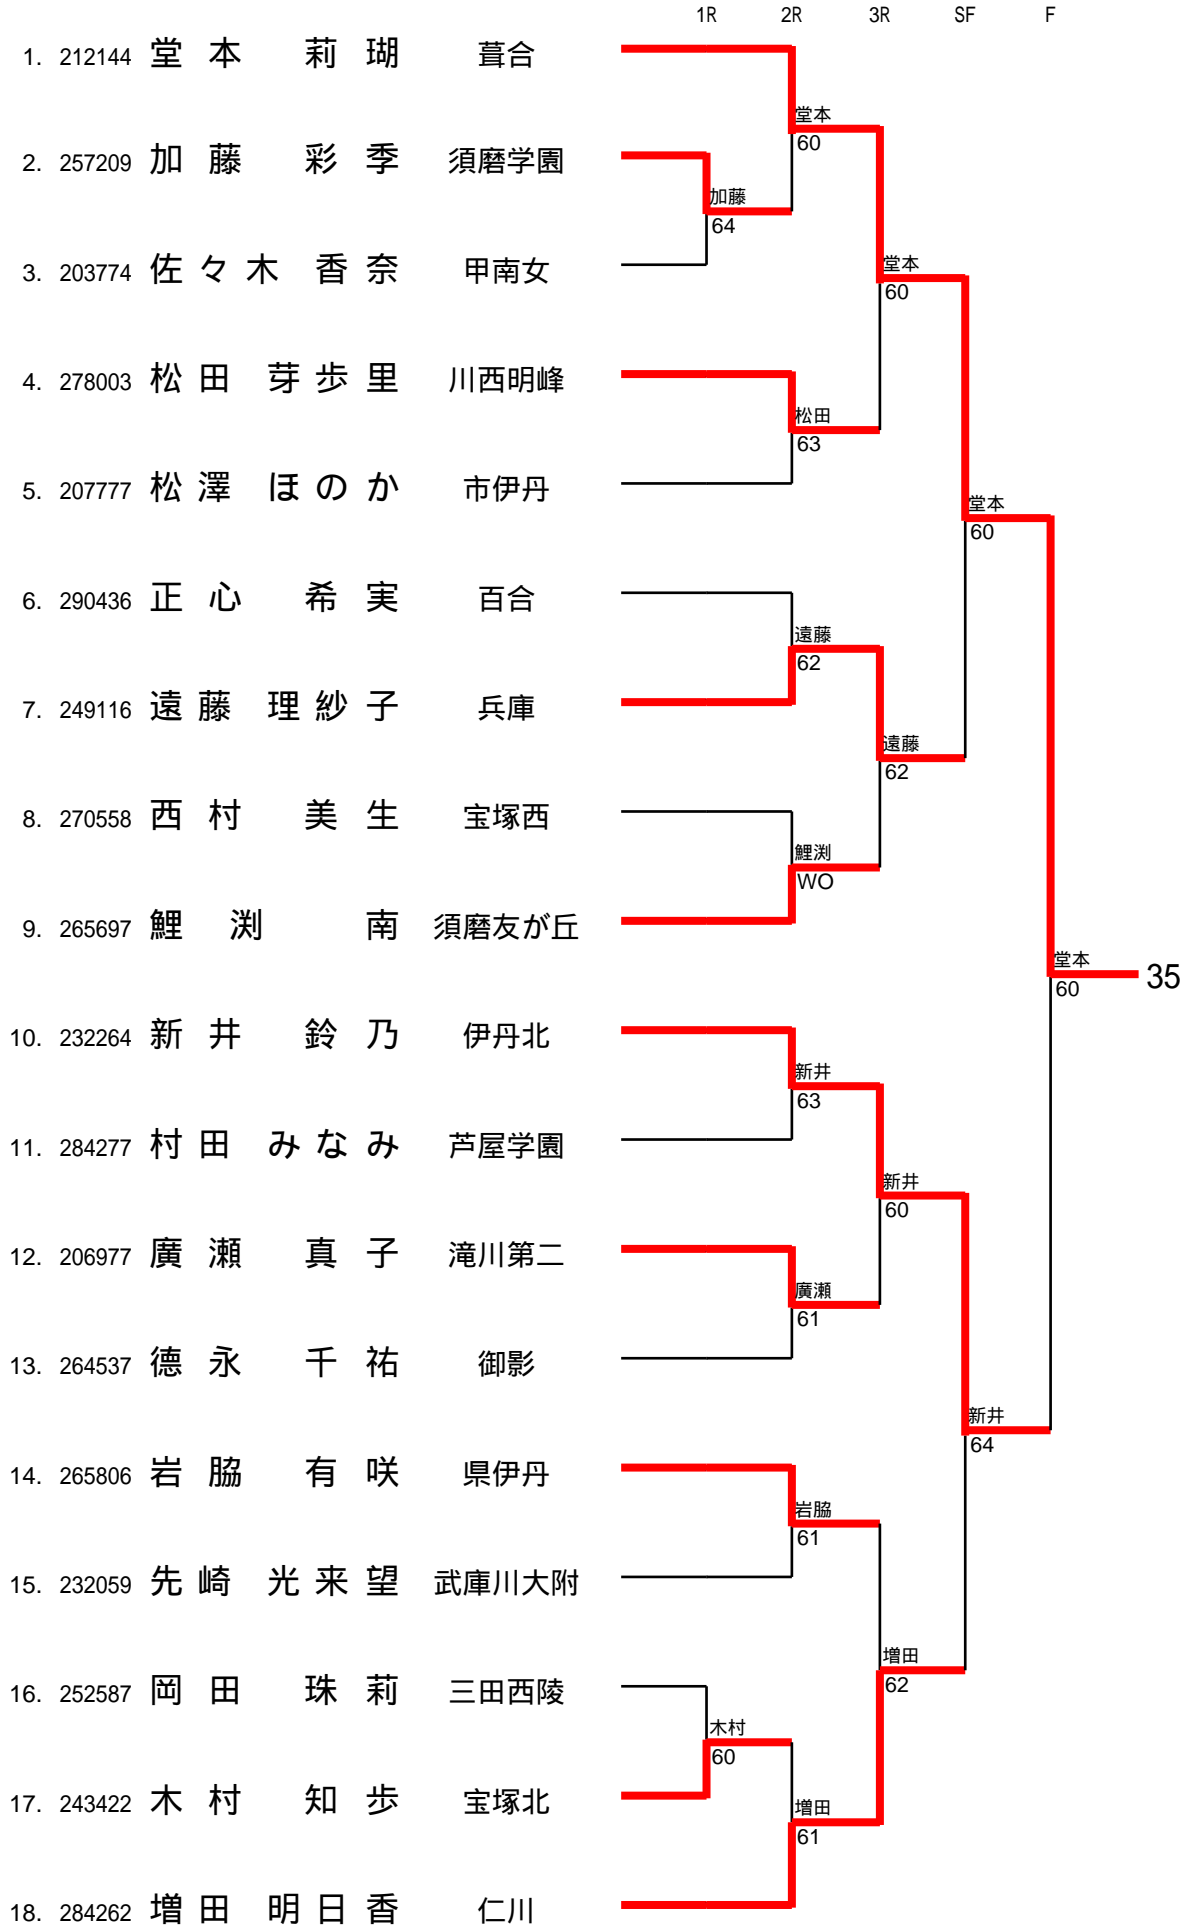 1R 2R 3R SF F
1. 212144 堂本 莉瑚 葺合
堂本
60
2. 257209 加藤 彩季 須磨学園
加藤
64
3. 203774 佐々木 香奈 甲南女
堂本
60
4. 278003 松田 芽歩里 川西明峰
松田
63
5. 207777 松澤 ほのか 市伊丹
堂本
60
6. 290436 正心 希実 百合
遠藤
62
7. 249116 遠藤 理紗子 兵庫
遠藤
62
8. 270558 西村 美生 宝塚西
鯉渕
WO
9. 265697 鯉渕 南 須磨友が丘
堂本
60
35
10. 232264 新井 鈴乃 伊丹北
新井
63
11. 284277 村田 みなみ 芦屋学園
新井
60
12. 206977 廣瀬 真子 滝川第二
廣瀬
61
13. 264537 德永 千祐 御影
新井
64
14. 265806 岩脇 有咲 県伊丹
岩脇
61
15. 232059 先崎 光来望 武庫川大附
増田
62
16. 252587 岡田 珠莉 三田西陵
木村
60
17. 243422 木村 知歩 宝塚北
増田
61
18. 284262 増田 明日香 仁川